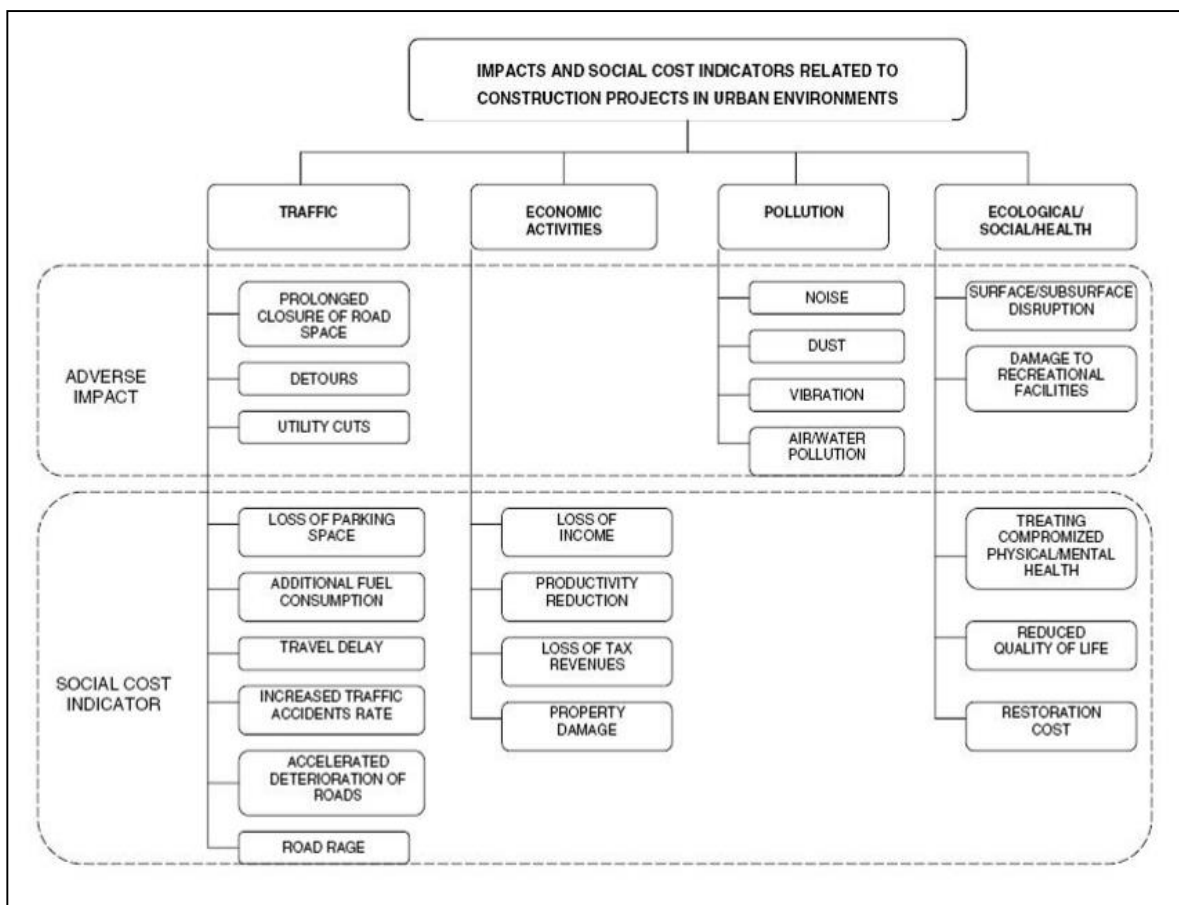 IMPACTS AND SOCIAL COST INDICATORS RELATED TO
CONSTRUCTION PROJECTS IN URBAN ENVIRONMENTS
TRAFFIC
ECONOMIC
ACTIVITIES
POLLUTION
ECOLOGICAL/
SOCIAL/HEALTH
ADVERSE
IMPACT
PROLONGED
CLOSURE OF ROAD
SPACE
DETOURS
UTILITY CUTS
NOISE
DUST
VIBRATION
AIR/WATER
POLLUTION
SURFACE/SUBSURFACE
DISRUPTION
DAMAGE TO
RECREATIONAL
FACILITIES
SOCIAL COST
INDICATOR
LOSS OF PARKING
SPACE
ADDITIONAL FUEL
CONSUMPTION
TRAVEL DELAY
INCREASED TRAFFIC
ACCIDENTS RATE
ACCELERATED
DETERIORATION OF
ROADS
ROAD RAGE
LOSS OF
INCOME
PRODUCTIVITY
REDUCTION
LOSS OF TAX
REVENUES
PROPERTY
DAMAGE
TREATING
COMPROMIZED
PHYSICAL/MENTAL
HEALTH
REDUCED
QUALITY OF LIFE
RESTORATION
COST